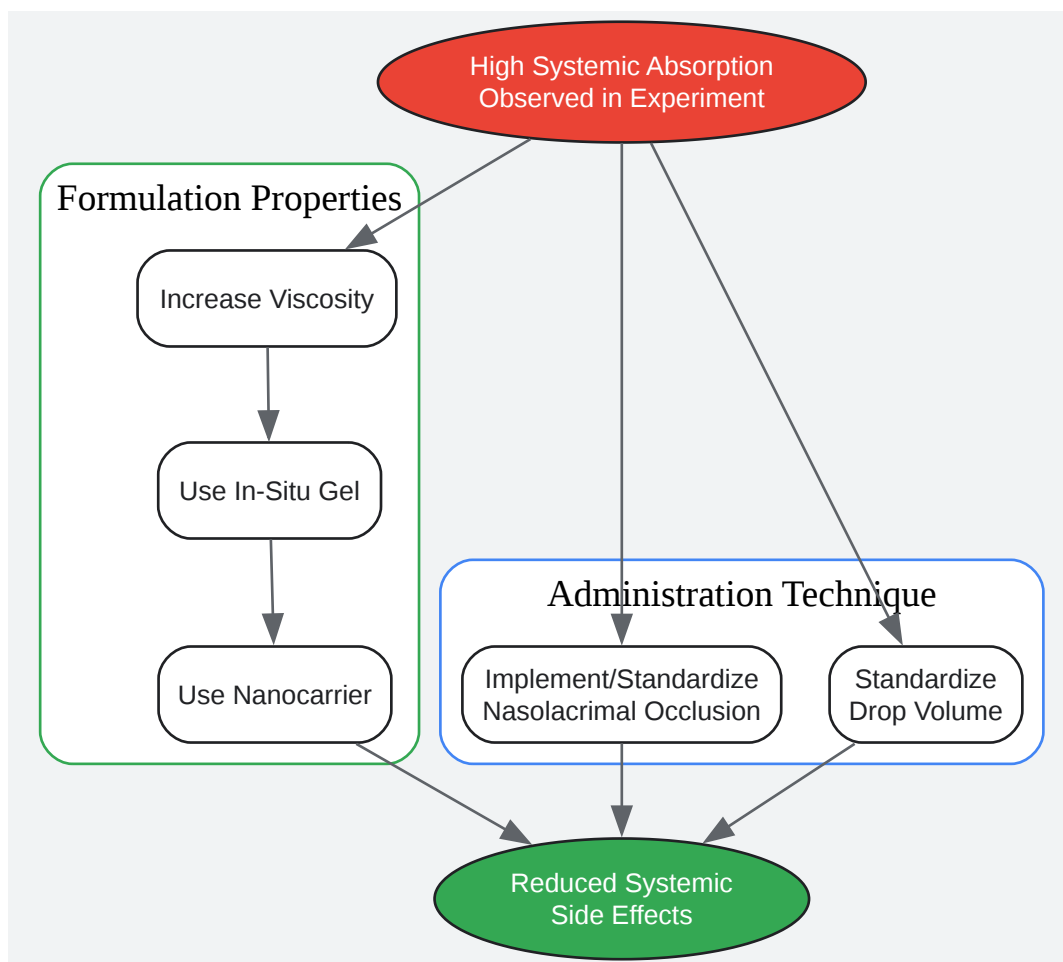 High Systemic Absorption
Observed in Experiment
Formulation Properties
Increase Viscosity
Use In-Situ Gel
Use Nanocarrier
Administration Technique
Implement/Standardize
Nasolacrimal Occlusion
Standardize
Drop Volume
Reduced Systemic
Side Effects